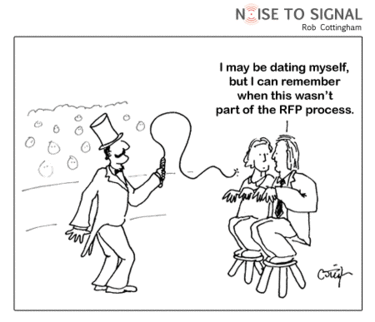 NOISE TO SIGNAL
Rob Cottingham
I may be dating myself,
but I can remember
when this wasn't
part of the RFP process.